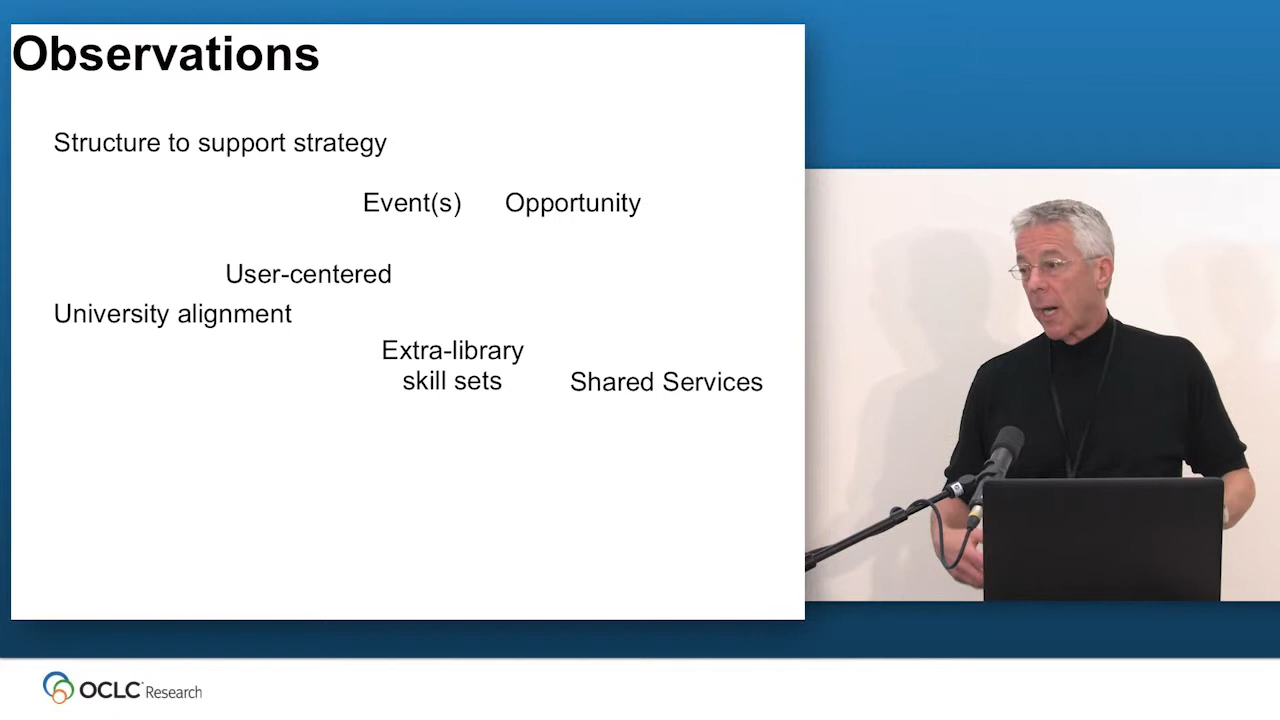 Observations
Structure to support strategy
Event(s) Opportunity
User-centered
University alignment
Extra-library
skill sets
Shared Services
OCLC Research